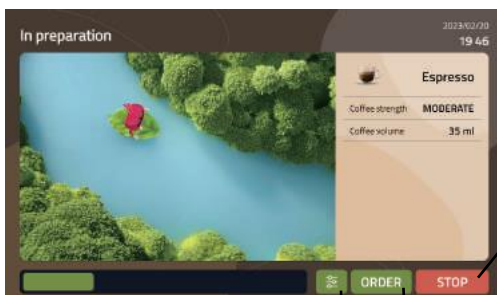 In preparation
2023/02/20
19 46
Espresso
Coffee strength MODERATE
Coffee volume 35 ml
ORDER
STOP